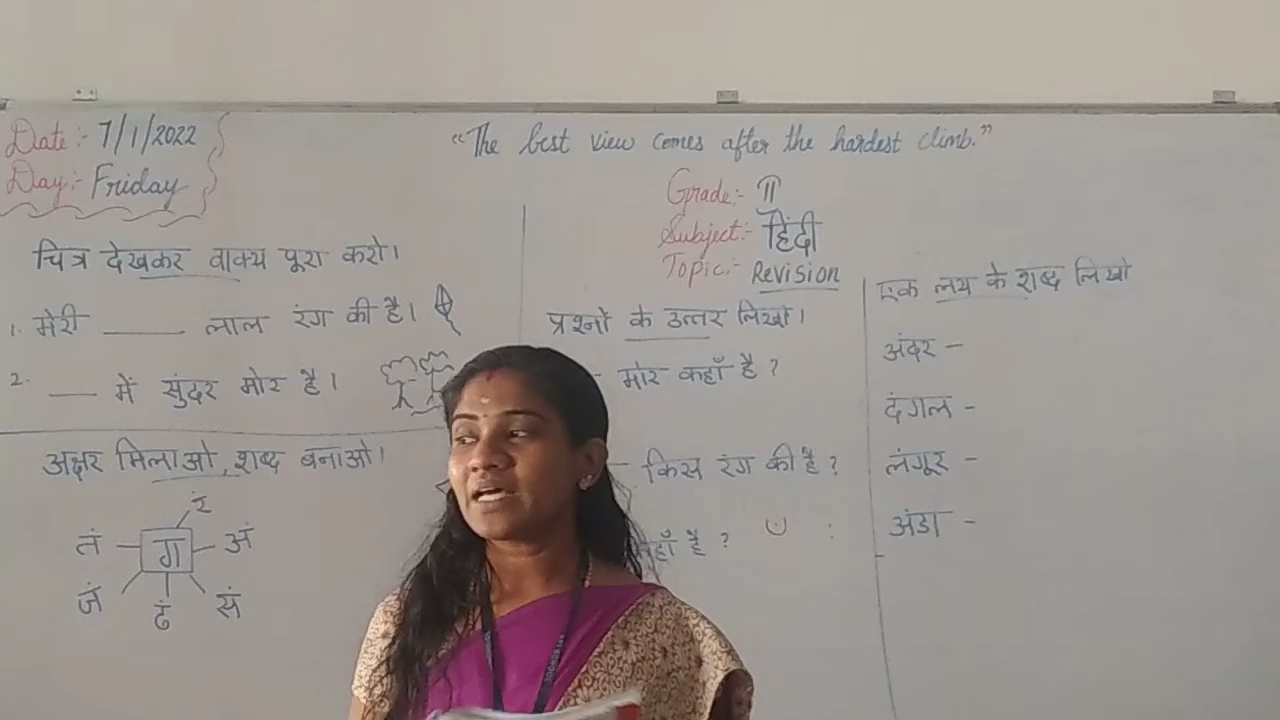 Date:- 7/1/2022
Day:- Friday
"The best view comes after the hardest climb."
Grade:- II
Subject:- हिंदी
Topic:- Revision
चित्र देखकर वाक्य पूरा करो।
1. मेरी ______ लाल रंग की है।
2. ____ में सुंदर मोर है।
अक्षर मिलाओ, शब्द बनाओ।
रं
तं
ग
अं
जं
ढं
सं
प्रश्नों के उत्तर लिखो।
- मोर कहाँ है ?
किस रंग की है ?
कहाँ है ?
एक लय के शब्द लिखो
अंदर -
दंगल -
लंगूर -
अंडा -